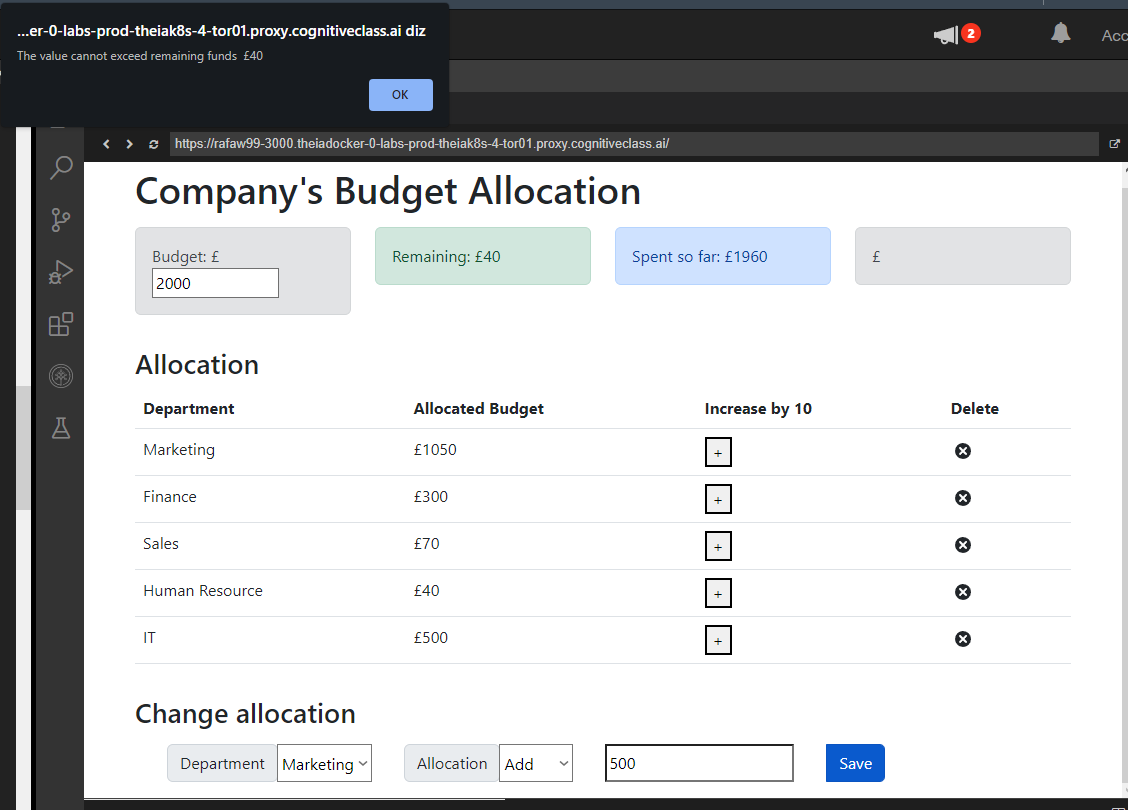 ...er-0-labs-prod-theiak8s-4-tor01.proxy.cognitiveclass.ai diz
The value cannot exceed remaining funds £40
OK
2
Acc
https://rafaw99-3000.theiadocker-0-labs-prod-theiak8s-4-tor01.proxy.cognitiveclass.ai/
Company's Budget Allocation
Budget: £
2000
Remaining: £40
Spent so far: £1960
£
Allocation
Department Allocated Budget Increase by 10 Delete
Marketing £1050 +
Finance £300 +
Sales £70 +
Human Resource £40 +
IT £500 +
Change allocation
Department Marketing Allocation Add 500 Save